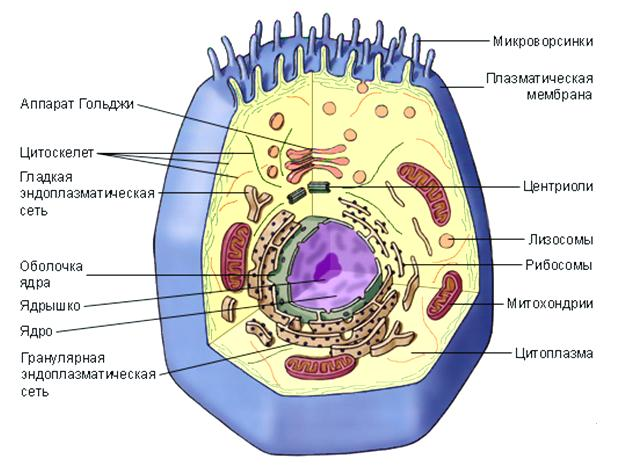 Аппарат Гольджи
Цитоскелет
Гладкая
эндоплазматическая
сеть
Оболочка
ядра
Ядрышко
Ядро
Гранулярная
эндоплазматическая
сеть
Микроворсинки
Плазматическая
мембрана
Центриоли
Лизосомы
Рибосомы
Митохондрии
Цитоплазма